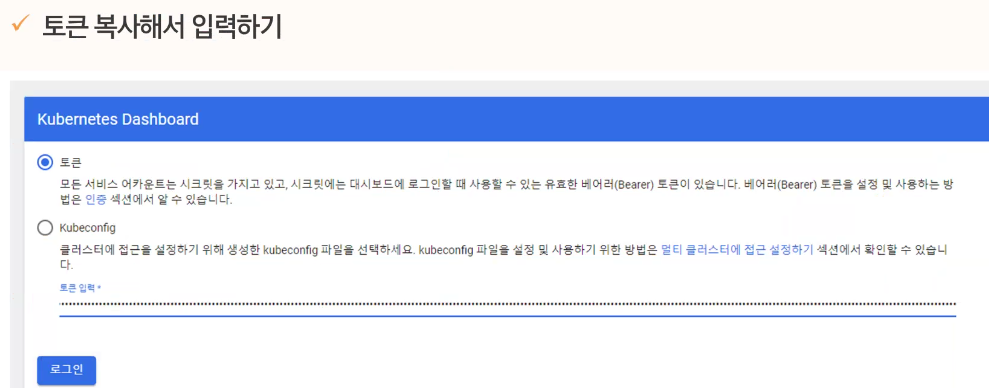 토큰 복사해서 입력하기
Kubernetes Dashboard
토큰
모든 서비스 어카운트는 시크릿을 가지고 있고, 시크릿에는 대시보드에 로그인할 때 사용할 수 있는 유효한 베어러(Bearer) 토큰이 있습니다. 베어러(Bearer) 토큰을 설정 및 사용하는 방
법은 인증 섹션에서 알 수 있습니다.
Kubeconfig
클러스터에 접근을 설정하기 위해 생성한 kubeconfig 파일을 선택하세요. kubeconfig 파일을 설정 및 사용하기 위한 방법은 멀티 클러스터에 접근 설정하기 섹션에서 확인할 수 있습니
다.
토큰 입력 *
로그인